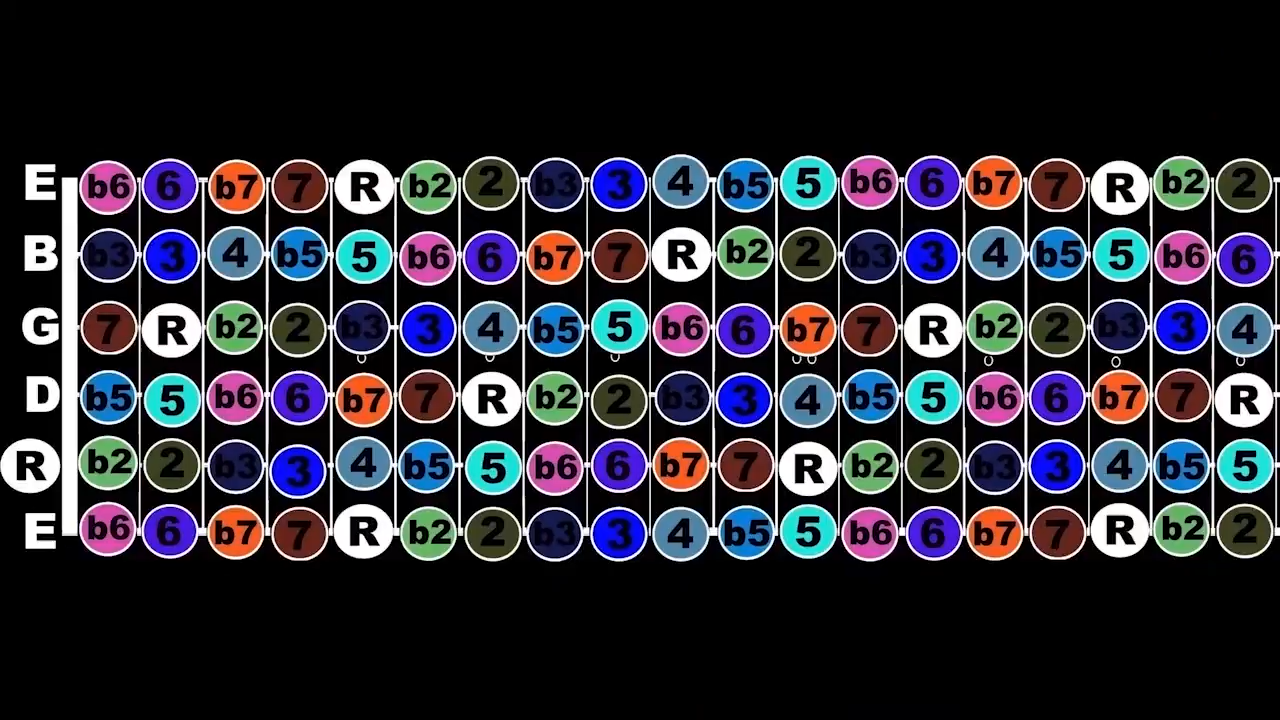 E b6 6 b7 7 R b2 2 b3 3 4 b5 5 b6 6 b7 7 R b2 2
B b3 3 4 b5 5 b6 6 b7 7 R b2 2 b3 3 4 b5 5 b6 6
G 7 R b2 2 b3 3 4 b5 5 b6 6 b7 7 R b2 2 b3 3 4
D b5 5 b6 6 b7 7 R b2 2 b3 3 4 b5 5 b6 6 b7 7 R
R b2 2 b3 3 4 b5 5 b6 6 b7 7 R b2 2 b3 3 4 b5 5
E b6 6 b7 7 R b2 2 b3 3 4 b5 5 b6 6 b7 7 R b2 2